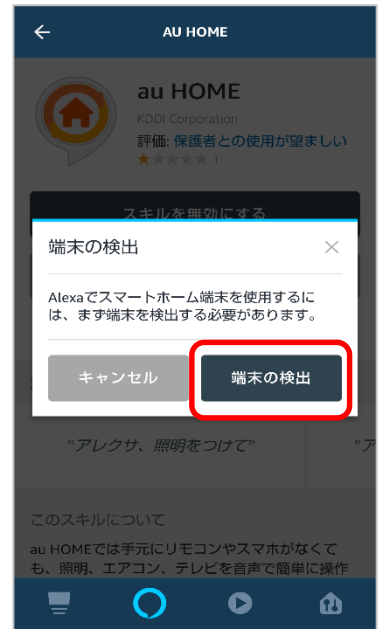 AU HOME
au HOME
KDDI Corporation
評価: 保護者との使用が望ましい
★★★★★ 1
スキルを無効にする
端末の検出
Alexaでスマートホーム端末を使用するに
は、まず端末を検出する必要があります。
キャンセル
端末の検出
"アレクサ、照明をつけて"
"ア
このスキルについて
au HOMEでは手元にリモコンやスマホがなくて
も、照明、エアコン、テレビを音声で簡単に操作